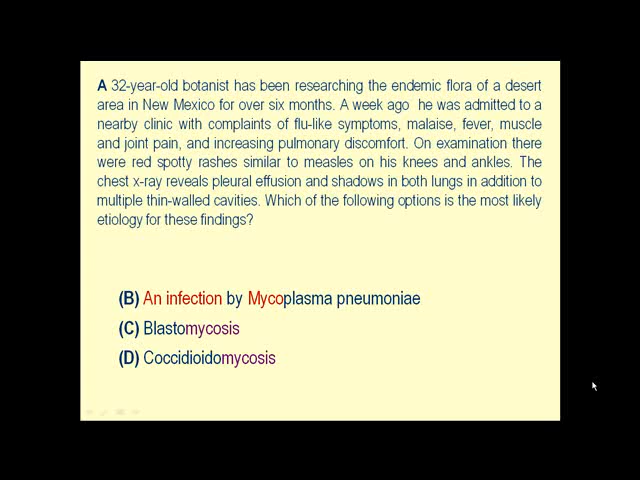 A 32-year-old botanist has been researching the endemic flora of a desert
area in New Mexico for over six months. A week ago he was admitted to a
nearby clinic with complaints of flu-like symptoms, malaise, fever, muscle
and joint pain, and increasing pulmonary discomfort. On examination there
were red spotty rashes similar to measles on his knees and ankles. The
chest x-ray reveals pleural effusion and shadows in both lungs in addition to
multiple thin-walled cavities. Which of the following options is the most likely
etiology for these findings?
(B) An infection by Mycoplasma pneumoniae
(C) Blastomycosis
(D) Coccidioidomycosis